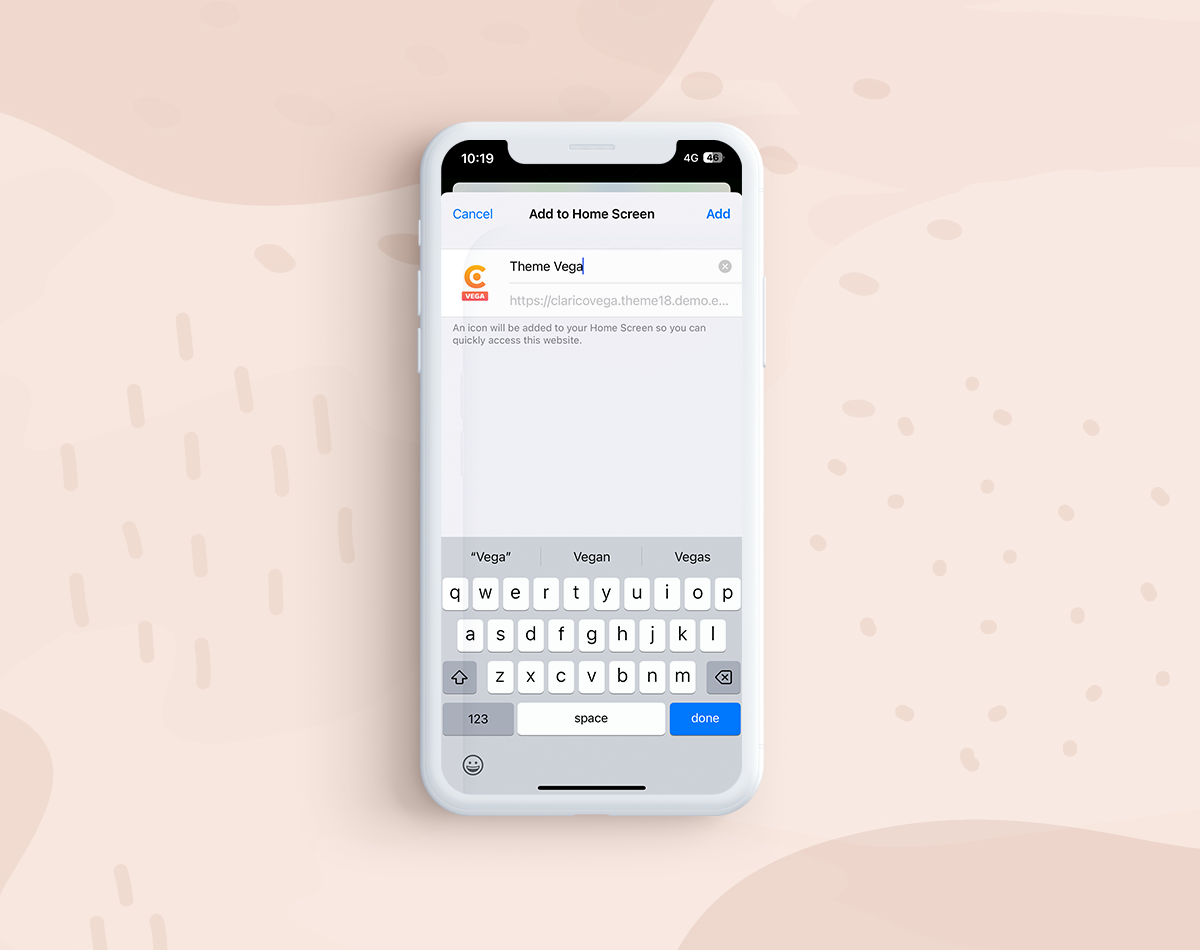 10:19
4G 46
Cancel Add to Home Screen Add
Theme Vega
VEGA
https://claricovega.theme18.demo.e...
An icon will be added to your Home Screen so you can
quickly access this website.
“Vega” Vegan Vegas
q w e r t y u i o p
a s d f g h j k l
z x c v b n m
123 space done